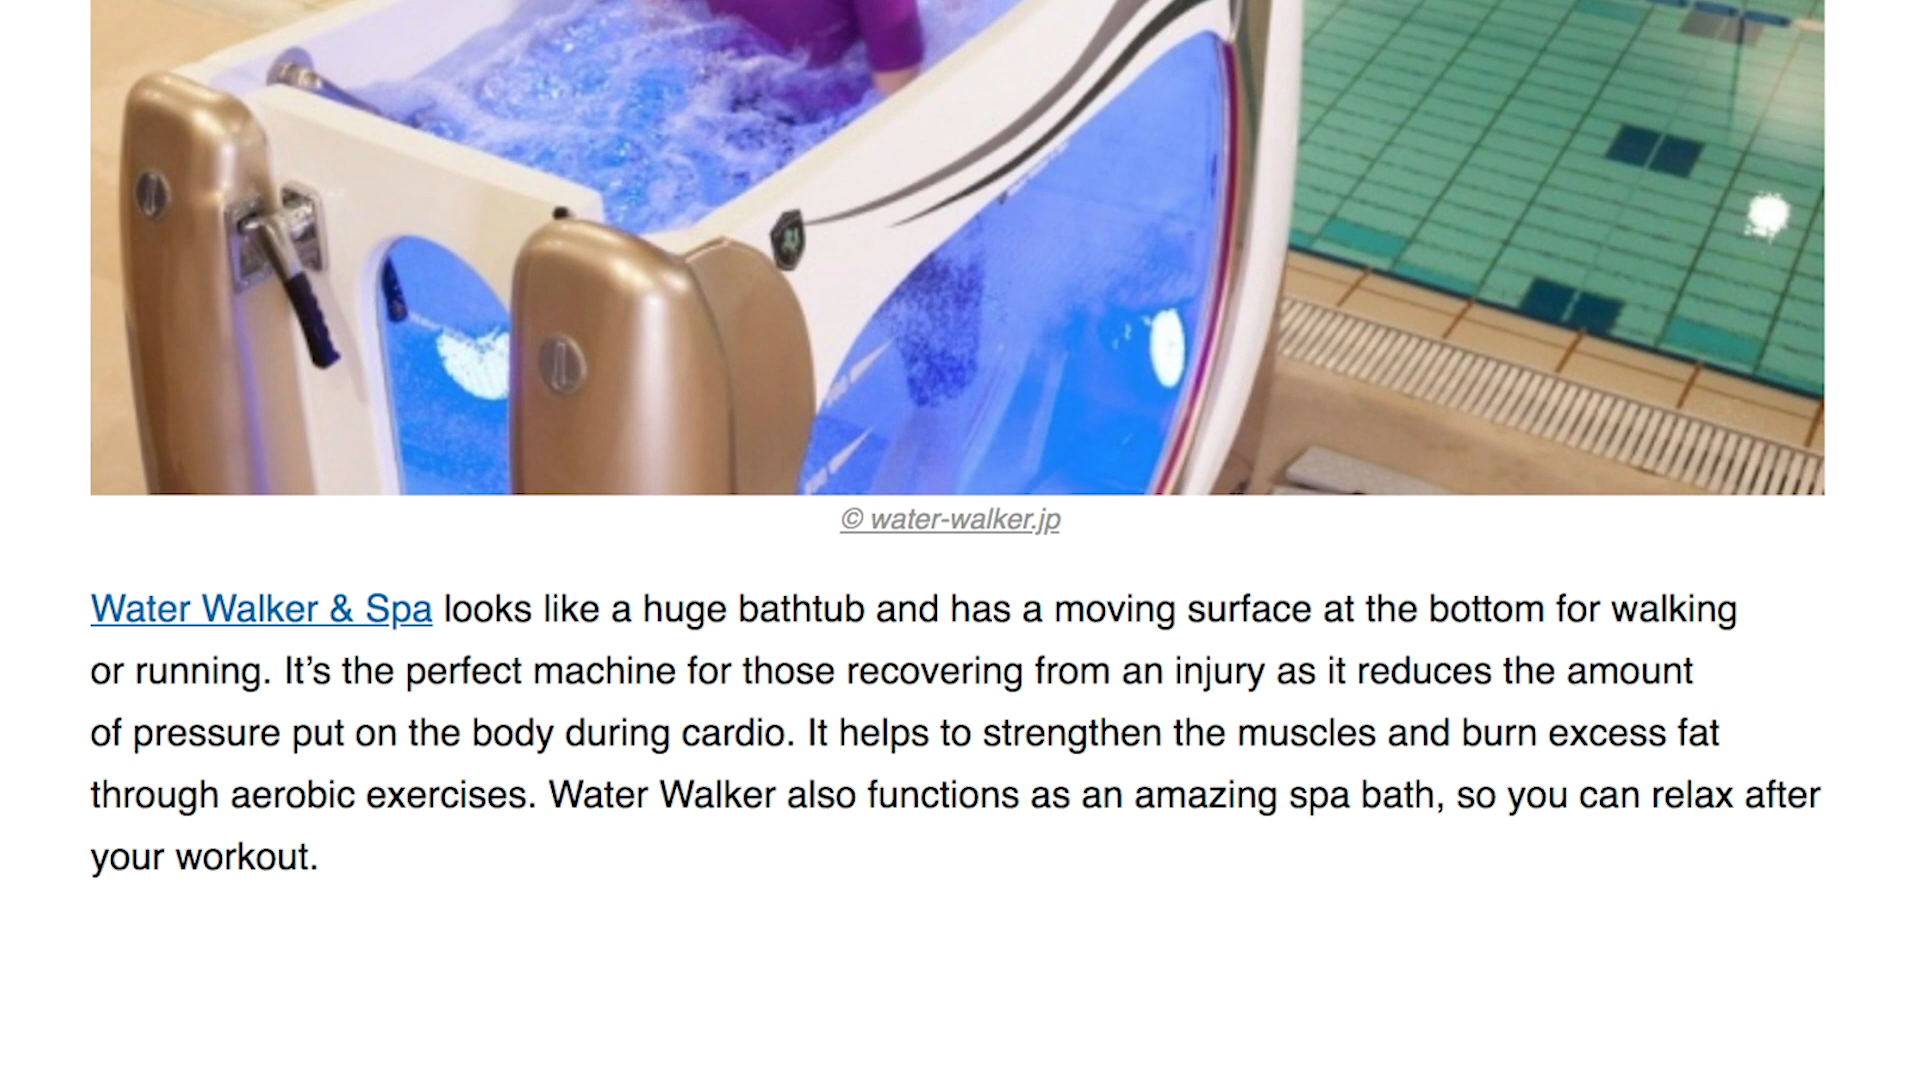 © water-walker.jp
Water Walker & Spa looks like a huge bathtub and has a moving surface at the bottom for walking
or running. It’s the perfect machine for those recovering from an injury as it reduces the amount
of pressure put on the body during cardio. It helps to strengthen the muscles and burn excess fat
through aerobic exercises. Water Walker also functions as an amazing spa bath, so you can relax after
your workout.